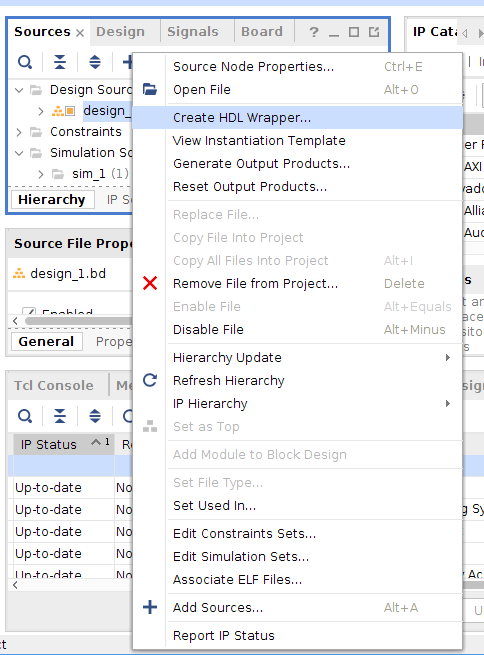 Sources Design Signals Board ? IP Cata
Design Sourc
design_
Constraints
Simulation So
sim_1 (1)
Hierarchy IP S
Source File Prope
design_1.bd
Enabled
General Prope
Tcl Console Me
IP Status 1 R
Up-to-date No
Up-to-date No
Up-to-date No
Up-to-date No
Up-to-date No
Source Node Properties... Ctrl+E
Open File Alt+O
Create HDL Wrapper...
View Instantiation Template
Generate Output Products...
Reset Output Products...
Replace File...
Copy File Into Project
Copy All Files Into Project Alt+I
Remove File from Project... Delete
Enable File Alt+Equals
Disable File Alt+Minus
Hierarchy Update
Refresh Hierarchy
IP Hierarchy
Set as Top
Add Module to Block Design
Set File Type...
Set Used In...
Edit Constraints Sets...
Edit Simulation Sets...
Associate ELF Files...
Add Sources... Alt+A
Report IP Status
er F
AXI
vado
Allia
Aud
s
t an
place
sito
ls
sign
g Sy
y Ac
U
ct